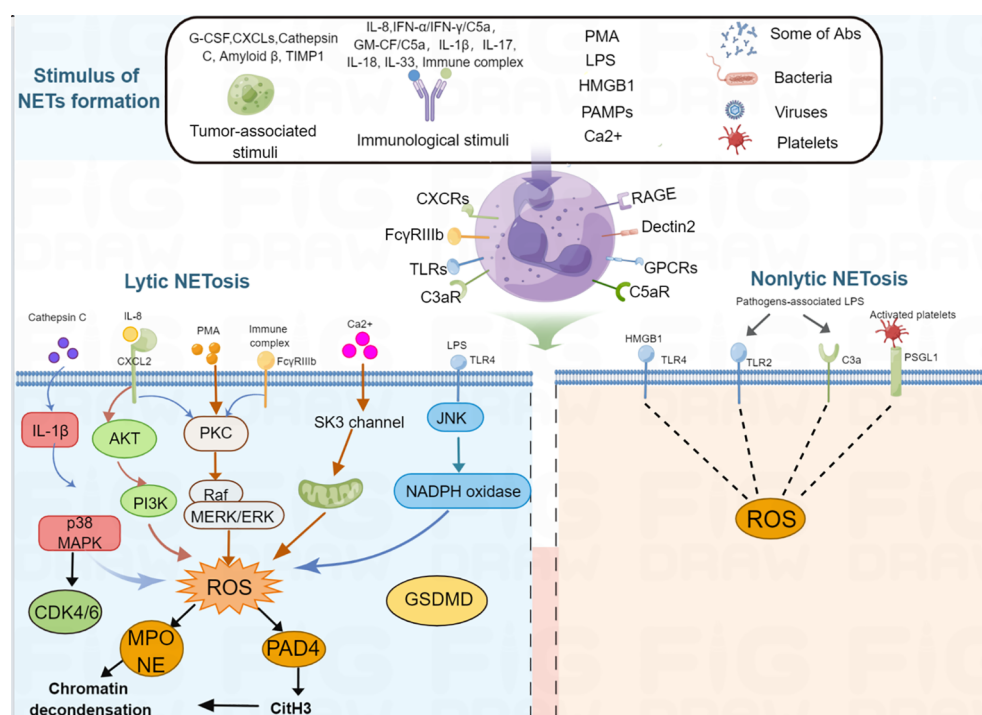 Stimulus of
NETs formation
G-CSF,CXCLs,Cathepsin
C, Amyloid β, TIMP1
Tumor-associated
stimuli
IL-8,IFN-α/IFN-γ/C5a,
GM-CF/C5a, IL-1β, IL-17,
IL-18, IL-33, Immune complex
Immunological stimuli
PMA
LPS
HMGB1
PAMPs
Ca2+
Some of Abs
Bacteria
Viruses
Platelets
CXCRs
FcγRIIIb
TLRs
C3aR
RAGE
Dectin2
GPCRs
C5aR
Lytic NETosis
Cathepsin C
IL-8
CXCL2
PMA
Immune
complex
FcγRIIIb
Ca2+
LPS
TLR4
IL-1β
AKT
PKC
SK3 channel
JNK
PI3K
Raf
MERK/ERK
NADPH oxidase
p38
MAPK
ROS
CDK4/6
GSDMD
MPO
NE
PAD4
Chromatin
decondensation
CitH3
Nonlytic NETosis
Pathogens-associated LPS
Activated platelets
HMGB1
TLR4
TLR2
C3a
PSGL1
ROS
FIG
DRAW